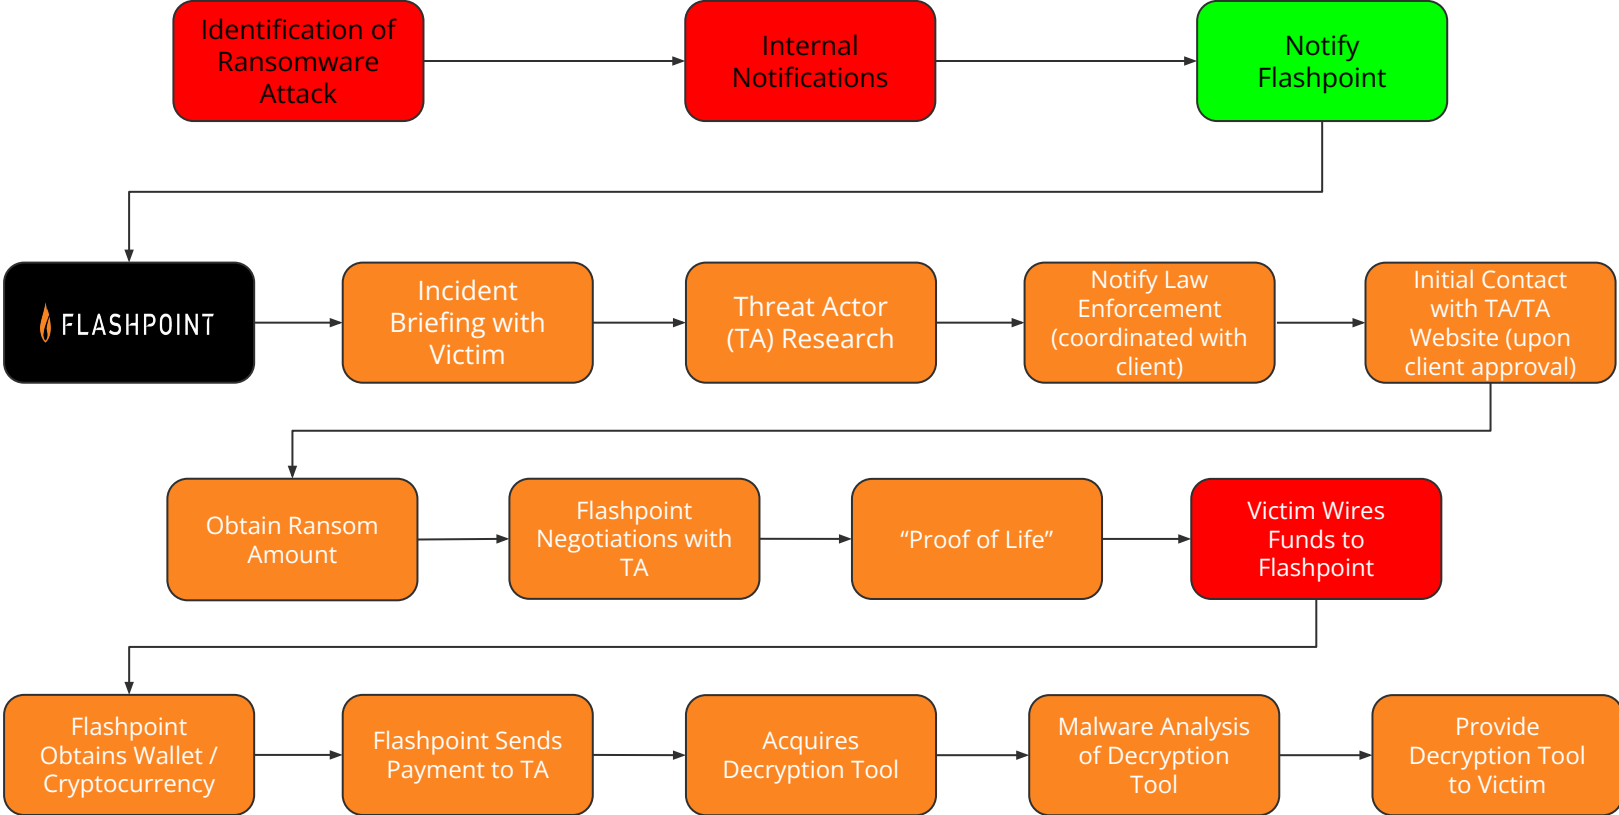 Identification of
Ransomware
Attack
Internal
Notifications
Notify
Flashpoint
FLASHPOINT
Incident
Briefing with
Victim
Threat Actor
(TA) Research
Notify Law
Enforcement
(coordinated with
client)
Initial Contact
with TA/TA
Website (upon
client approval)
Obtain Ransom
Amount
Flashpoint
Negotiations with
TA
“Proof of Life”
Victim Wires
Funds to
Flashpoint
Flashpoint
Obtains Wallet /
Cryptocurrency
Flashpoint Sends
Payment to TA
Acquires
Decryption Tool
Malware Analysis
of Decryption
Tool
Provide
Decryption Tool
to Victim